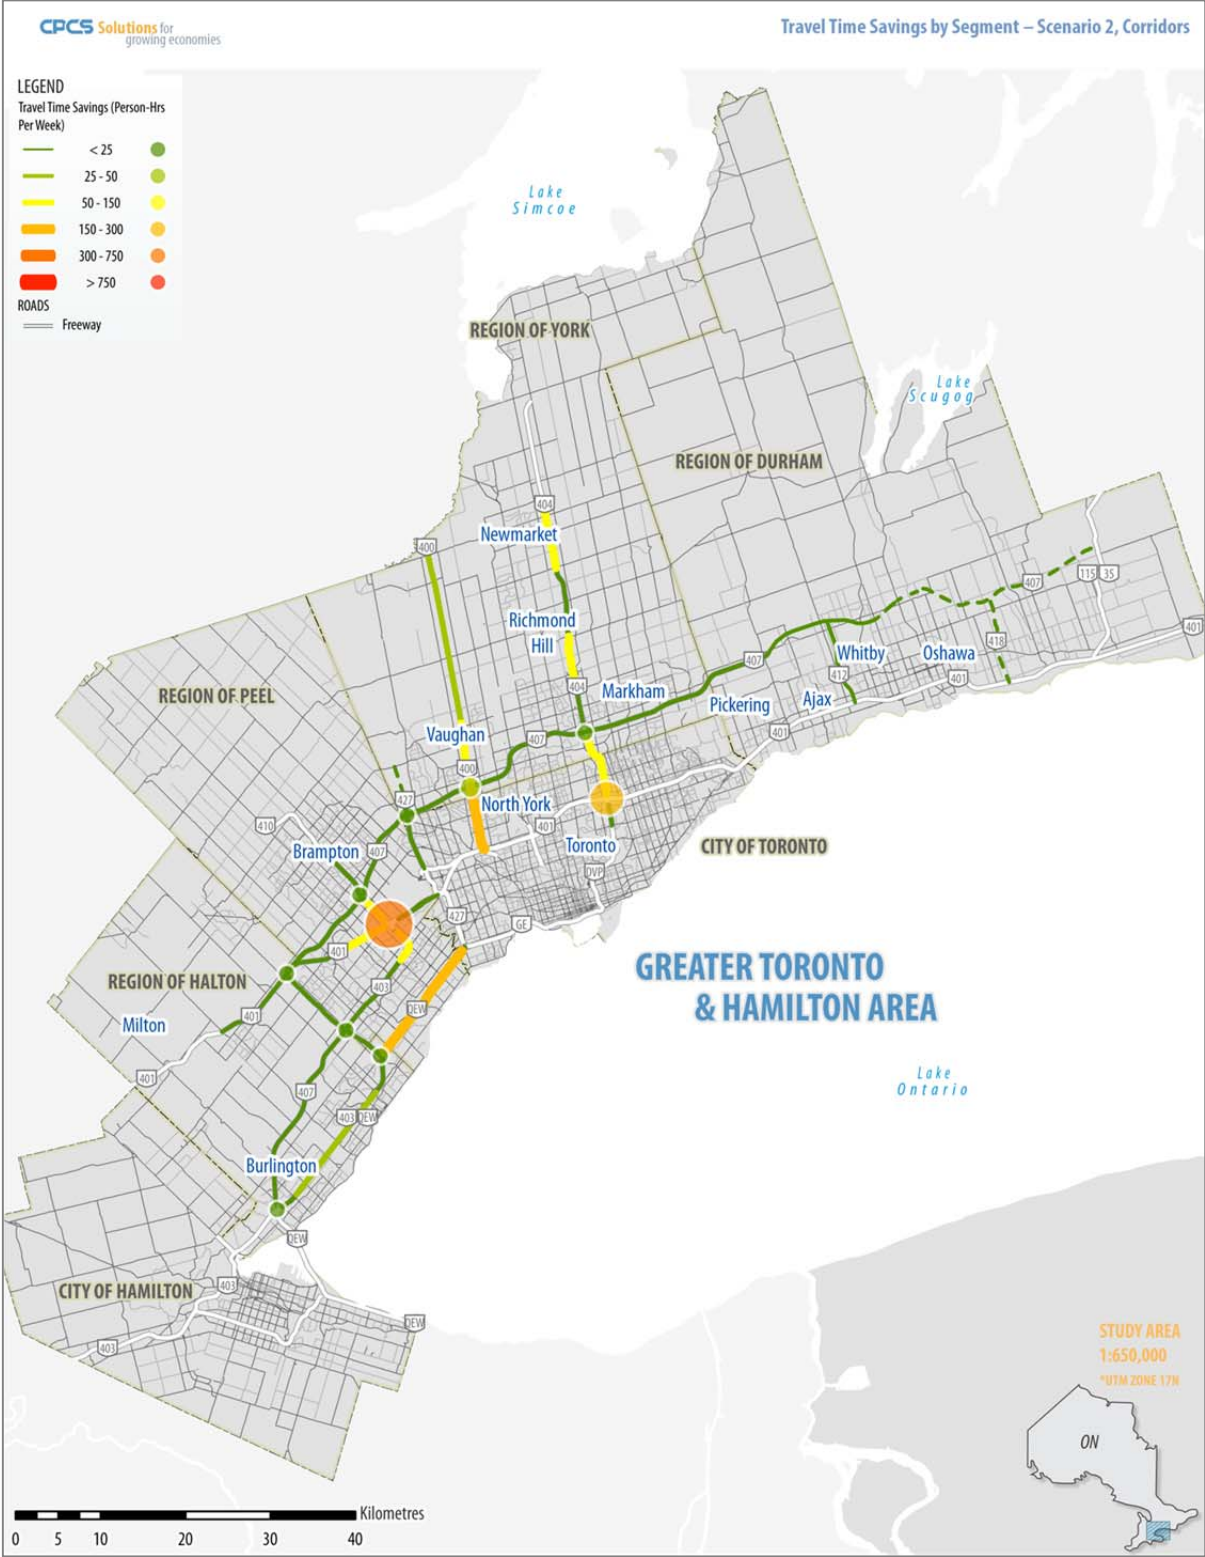 CPCS Solutions for
growing economies
Travel Time Savings by Segment – Scenario 2, Corridors
LEGEND
Travel Time Savings (Person-Hrs
Per Week)
< 25
25 - 50
50 - 150
150 - 300
300 - 750
> 750
ROADS
Freeway
Lake
Simcoe
REGION OF YORK
Lake
Scugog
REGION OF DURHAM
404
Newmarket
400
407
115 35
Richmond
Hill
418
401
Whitby
Oshawa
407
412
401
REGION OF PEEL
404
Markham
Pickering
Ajax
Vaughan
407
401
400
427
North York
410
401
Brampton
407
Toronto
CITY OF TORONTO
DVP
427
GE
401
REGION OF HALTON
403
QEW
GREATER TORONTO
& HAMILTON AREA
Milton
401
401
407
Lake
Ontario
403 QEW
Burlington
QEW
CITY OF HAMILTON
403
QEW
403
STUDY AREA
1:650,000
*UTM ZONE 17N
ON
Kilometres
0 5 10 20 30 40